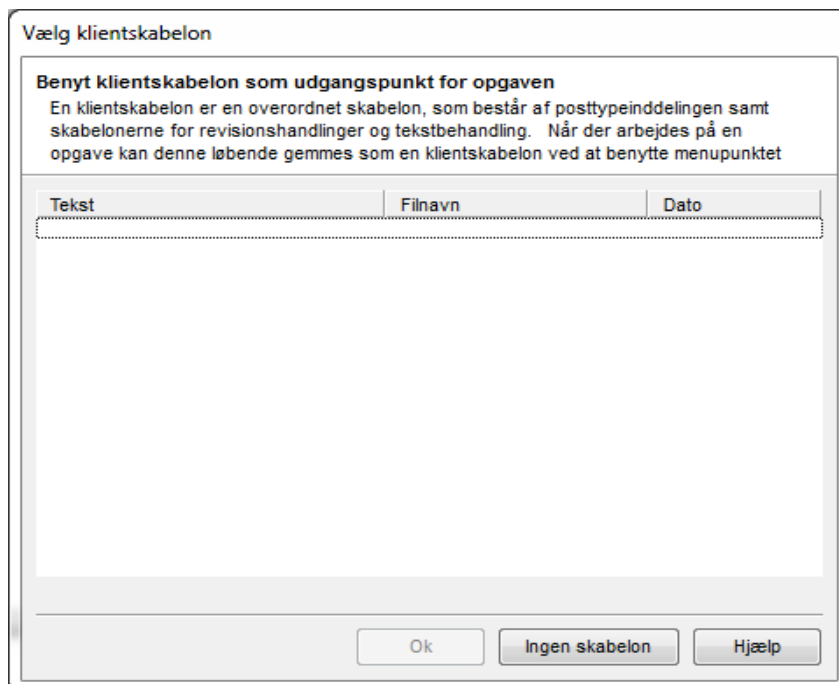 Vælg klientskabelon
Benyt klientskabelon som udgangspunkt for opgaven
En klientskabelon er en overordnet skabelon, som består af posttypeinddelingen samt
skabelonerne for revisionshandlinger og tekstbehandling. Når der arbejdes på en
opgave kan denne løbende gemmes som en klientskabelon ved at benytte menupunktet
Tekst Filnavn Dato
Ok Ingen skabelon Hjælp